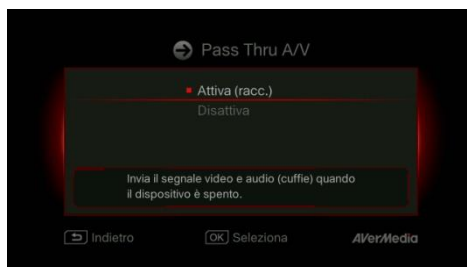 Pass Thru A/V
Attiva (racc.)
Disattiva
Invia il segnale video e audio (cuffie) quando
il dispositivo è spento.
Indietro
OK Seleziona
AVerMedia